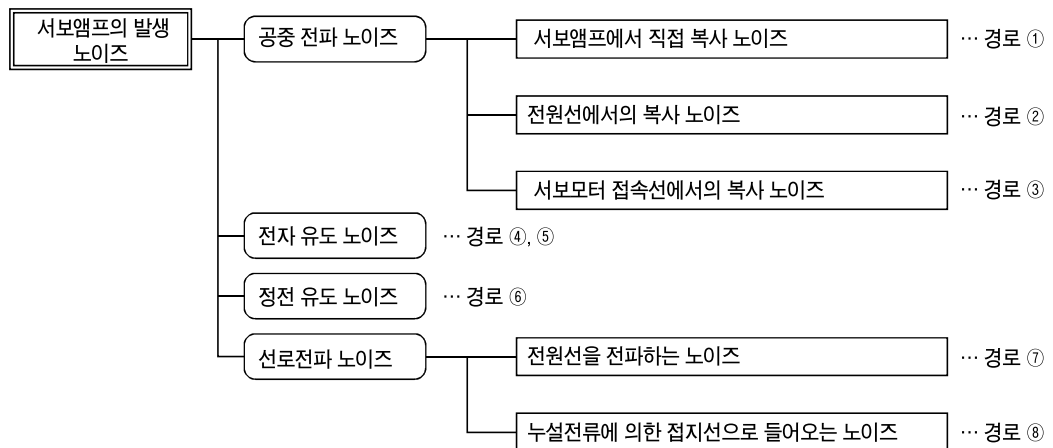 서보앰프의 발생
노이즈
공중 전파 노이즈
서보앰프에서 직접 복사 노이즈
… 경로 ①
전원선에서의 복사 노이즈
… 경로 ②
서보모터 접속선에서의 복사 노이즈
… 경로 ③
전자 유도 노이즈
… 경로 ④, ⑤
정전 유도 노이즈
… 경로 ⑥
선로전파 노이즈
전원선을 전파하는 노이즈
… 경로 ⑦
누설전류에 의한 접지선으로 들어오는 노이즈
… 경로 ⑧